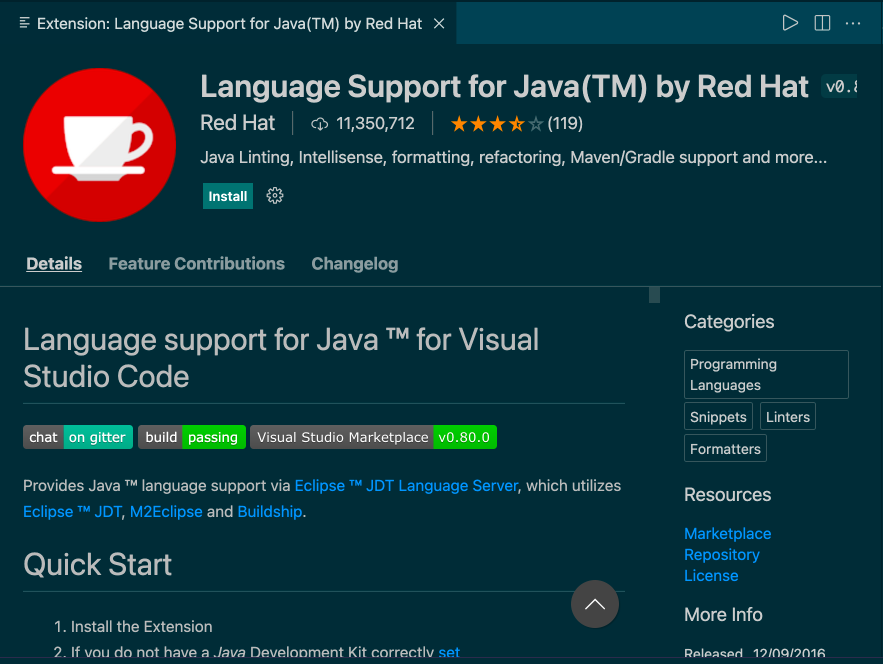 Extension: Language Support for Java(TM) by Red Hat
Language Support for Java(TM) by Red Hat
Red Hat 11,350,712 (119)
Java Linting, Intellisense, formatting, refactoring, Maven/Gradle support and more...
Install
Details Feature Contributions Changelog
Language support for Java ™ for Visual
Studio Code
chat on gitter build passing Visual Studio Marketplace v0.80.0
Provides Java ™ language support via Eclipse ™ JDT Language Server, which utilizes
Eclipse ™ JDT, M2Eclipse and Buildship.
Quick Start
1. Install the Extension
2. If you do not have a Java Development Kit correctly set
Categories
Programming
Languages
Snippets Linters
Formatters
Resources
Marketplace
Repository
License
More Info
Released 12/09/2016